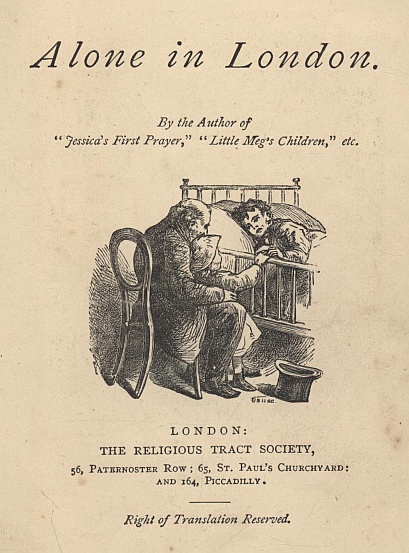 Alone in London.
By the Author of
“Jessica's First Prayer,” “Little Meg's Children,” etc.
LONDON:
THE RELIGIOUS TRACT SOCIETY,
56, PATERNOSTER ROW; 65, ST. PAUL'S CHURCHYARD:
AND 164, PICCADILLY.
Right of Translation Reserved.